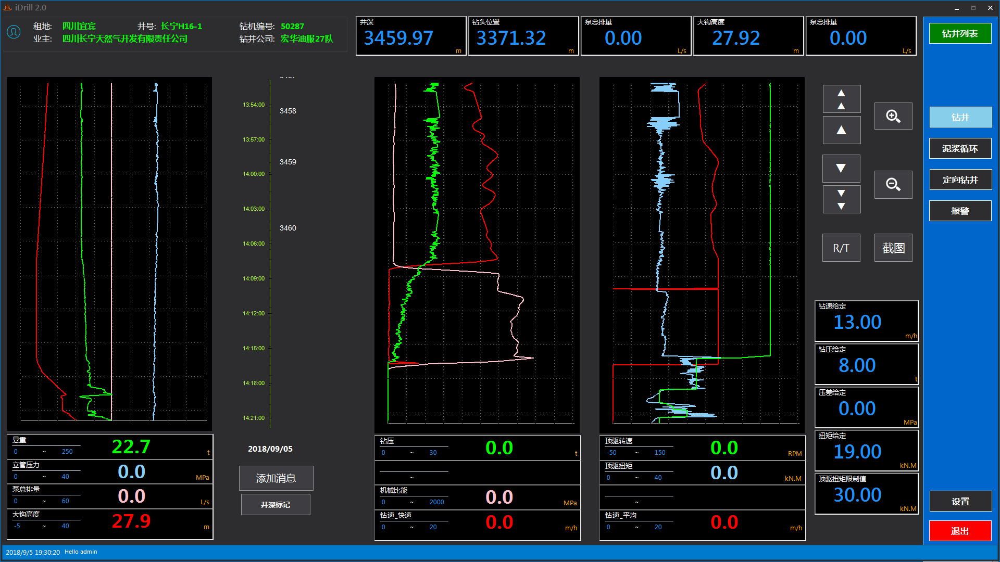 iDrill 2.0
租地: 四川宜宾 井号: 长宁H16-1 钻机编号: 50287
业主: 四川长宁天然气开发有限责任公司 钻井公司: 宏华油服27队
井深
3459.97
m
钻头位置
3371.32
m
泵总排量
0.00
L/s
大钩高度
27.92
m
泵总排量
0.00
L/s
钻井列表
钻井
泥浆循环
定向钻井
报警
设置
退出
13:54:00
3458
13:57:00
3459
14:00:00
14:03:00
3460
14:06:00
14:09:00
14:12:00
14:15:00
14:18:00
14:21:00
2018/09/05
添加消息
井深标记
R/T
截图
钻速给定
13.00
m/h
钻压给定
8.00
t
压差给定
0.00
MPa
扭矩给定
19.00
kN.M
顶驱扭矩限制值
30.00
kN.M
悬重
0 ~ 250
22.7
t
立管压力
0 ~ 40
0.0
MPa
泵总排量
0 ~ 60
0.0
L/s
大钩高度
-5 ~ 40
27.9
m
钻压
0 ~ 30
0.0
t
~
机械比能
0 ~ 2000
0.0
MPa
钻速_快速
0 ~ 20
0.0
m/h
顶驱转速
-50 ~ 150
0.0
RPM
顶驱扭矩
0 ~ 40
0.0
kN.M
~
钻速_平均
0 ~ 20
0.0
m/h
2018/9/5 19:30:20 Hello admin